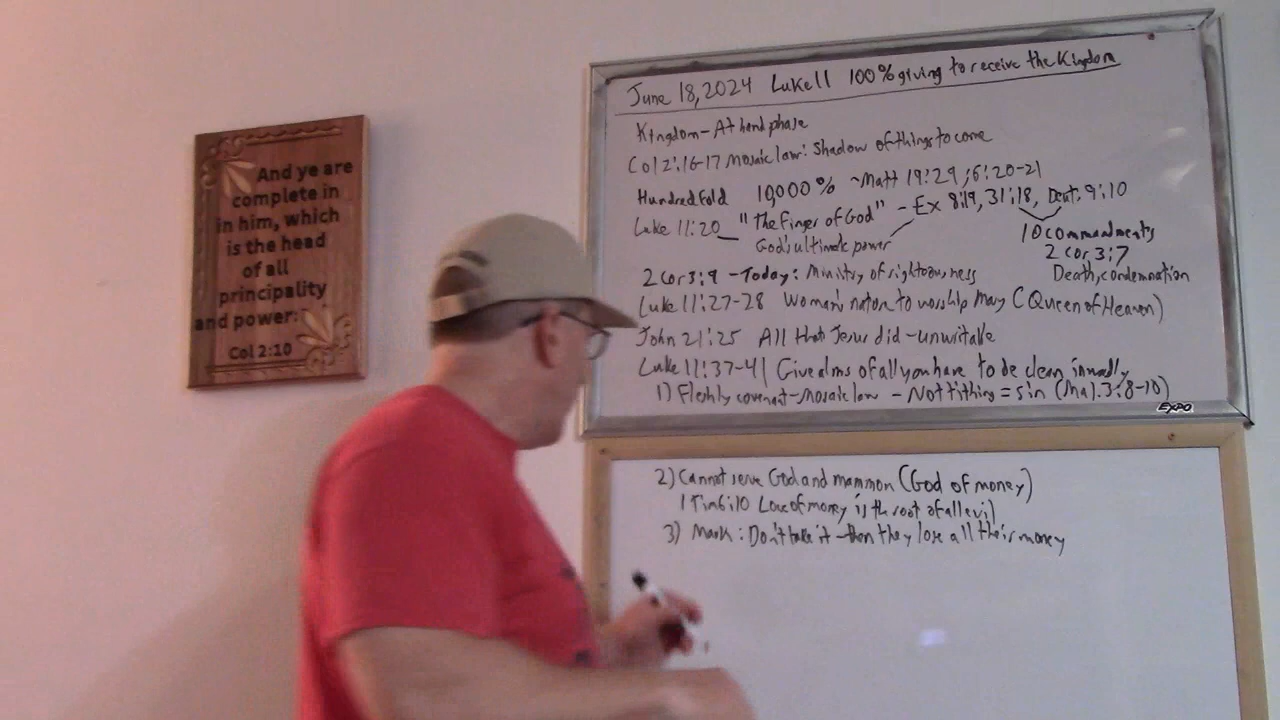 And ye are
complete in
in him, which
is the head
of all
principality
and power:
Col 2:10
June 18, 2024 Luke 11 100% giving to receive the Kingdom
Kingdom - At hand phase
Col 2:16-17 Mosaic law: Shadow of things to come
Hundredfold 10,000% ~Matt 19:29; 6:20-21
Luke 11:20 "The finger of God" - Ex 8:19, 31:18, Deut. 9:10
God's ultimate power
10 commandments
2 Cor 3:7
Death, condemnation
2 Cor 3:9 - Today: Ministry of rightousness
Luke 11:27-28 Woman's nature to worship Mary (Queen of Heaven)
John 21:25 All that Jesus did - unwritable
Luke 11:37-41 Give alms of all you have to be clean inwardly
1) Fleshly covenant - Mosaic law - Not tithing = sin (Mal. 3:8-10)
EXPO
2) Cannot serve God and mammon (God of money)
1 Tim 6:10 Love of money is the root of all evil
3) Mark: Don't take it - then they lose all their money